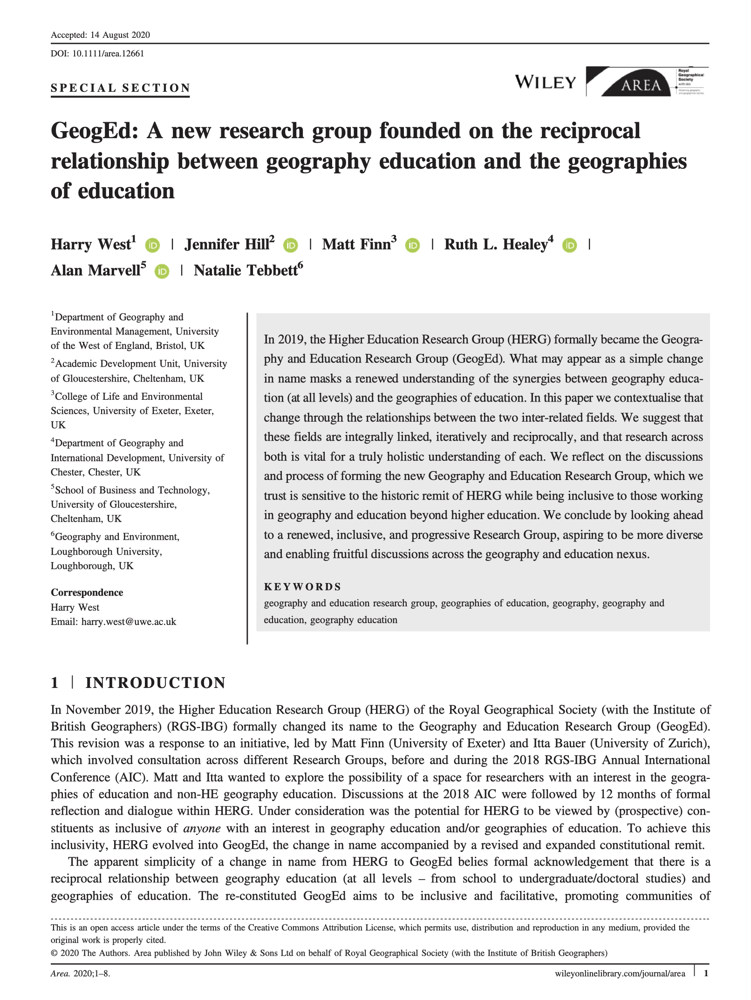 Accepted: 14 August 2020
DOI: 10.1111/area.12661
SPECIAL SECTION
WILEY
AREA
Royal
Geographical
Society
with IBG
Advancing geography
and geographical learning
GeogEd: A new research group founded on the reciprocal
relationship between geography education and the geographies
of education
Harry West1 iD | Jennifer Hill2 iD | Matt Finn3 iD | Ruth L. Healey4 iD |
Alan Marvell5 iD | Natalie Tebbett6
1Department of Geography and
Environmental Management, University
of the West of England, Bristol, UK
2Academic Development Unit, University
of Gloucestershire, Cheltenham, UK
3College of Life and Environmental
Sciences, University of Exeter, Exeter,
UK
4Department of Geography and
International Development, University of
Chester, Chester, UK
5School of Business and Technology,
University of Gloucestershire,
Cheltenham, UK
6Geography and Environment,
Loughborough University,
Loughborough, UK
Correspondence
Harry West
Email: harry.west@uwe.ac.uk
In 2019, the Higher Education Research Group (HERG) formally became the Geogra-
phy and Education Research Group (GeogEd). What may appear as a simple change
in name masks a renewed understanding of the synergies between geography educa-
tion (at all levels) and the geographies of education. In this paper we contextualise that
change through the relationships between the two inter-related fields. We suggest that
these fields are integrally linked, iteratively and reciprocally, and that research across
both is vital for a truly holistic understanding of each. We reflect on the discussions
and process of forming the new Geography and Education Research Group, which we
trust is sensitive to the historic remit of HERG while being inclusive to those working
in geography and education beyond higher education. We conclude by looking ahead
to a renewed, inclusive, and progressive Research Group, aspiring to be more diverse
and enabling fruitful discussions across the geography and education nexus.
KEYWORDS
geography and education research group, geographies of education, geography, geography and
education, geography education
1 | INTRODUCTION
In November 2019, the Higher Education Research Group (HERG) of the Royal Geographical Society (with the Institute of
British Geographers) (RGS-IBG) formally changed its name to the Geography and Education Research Group (GeogEd).
This revision was a response to an initiative, led by Matt Finn (University of Exeter) and Itta Bauer (University of Zurich),
which involved consultation across different Research Groups, before and during the 2018 RGS-IBG Annual International
Conference (AIC). Matt and Itta wanted to explore the possibility of a space for researchers with an interest in the geogra-
phies of education and non-HE geography education. Discussions at the 2018 AIC were followed by 12 months of formal
reflection and dialogue within HERG. Under consideration was the potential for HERG to be viewed by (prospective) con-
stituents as inclusive of anyone with an interest in geography education and/or geographies of education. To achieve this
inclusivity, HERG evolved into GeogEd, the change in name accompanied by a revised and expanded constitutional remit.
The apparent simplicity of a change in name from HERG to GeogEd belies formal acknowledgement that there is a
reciprocal relationship between geography education (at all levels – from school to undergraduate/doctoral studies) and
geographies of education. The re-constituted GeogEd aims to be inclusive and facilitative, promoting communities of
This is an open access article under the terms of the Creative Commons Attribution License, which permits use, distribution and reproduction in any medium, provided the
original work is properly cited.
© 2020 The Authors. Area published by John Wiley & Sons Ltd on behalf of Royal Geographical Society (with the Institute of British Geographers)
Area. 2020;1–8.
wileyonlinelibrary.com/journal/area | 1